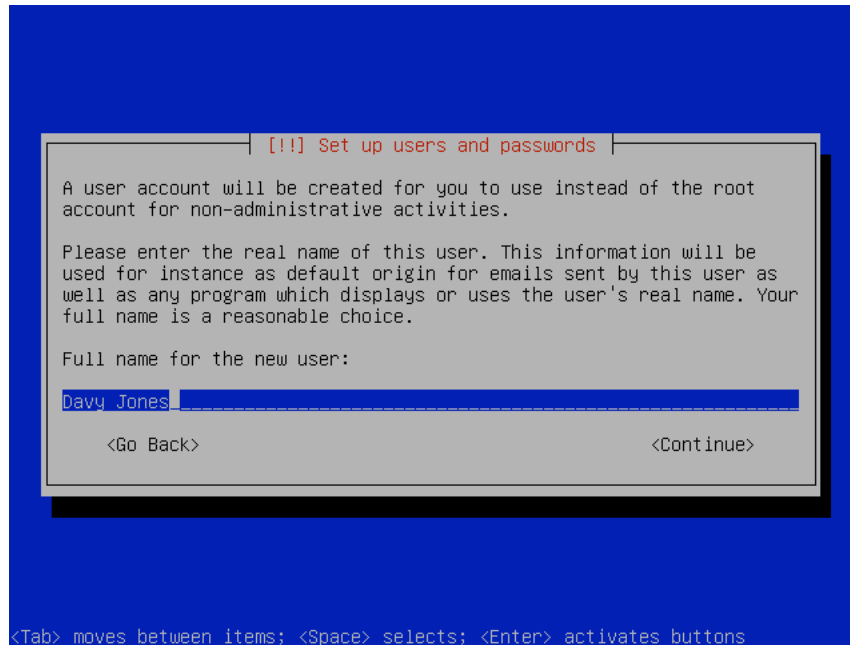 [!!] Set up users and passwords
A user account will be created for you to use instead of the root
account for non-administrative activities.
Please enter the real name of this user. This information will be
used for instance as default origin for emails sent by this user as
well as any program which displays or uses the user's real name. Your
full name is a reasonable choice.
Full name for the new user:
Davy Jones
<Go Back> <Continue>
<Tab> moves between items; <Space> selects; <Enter> activates buttons